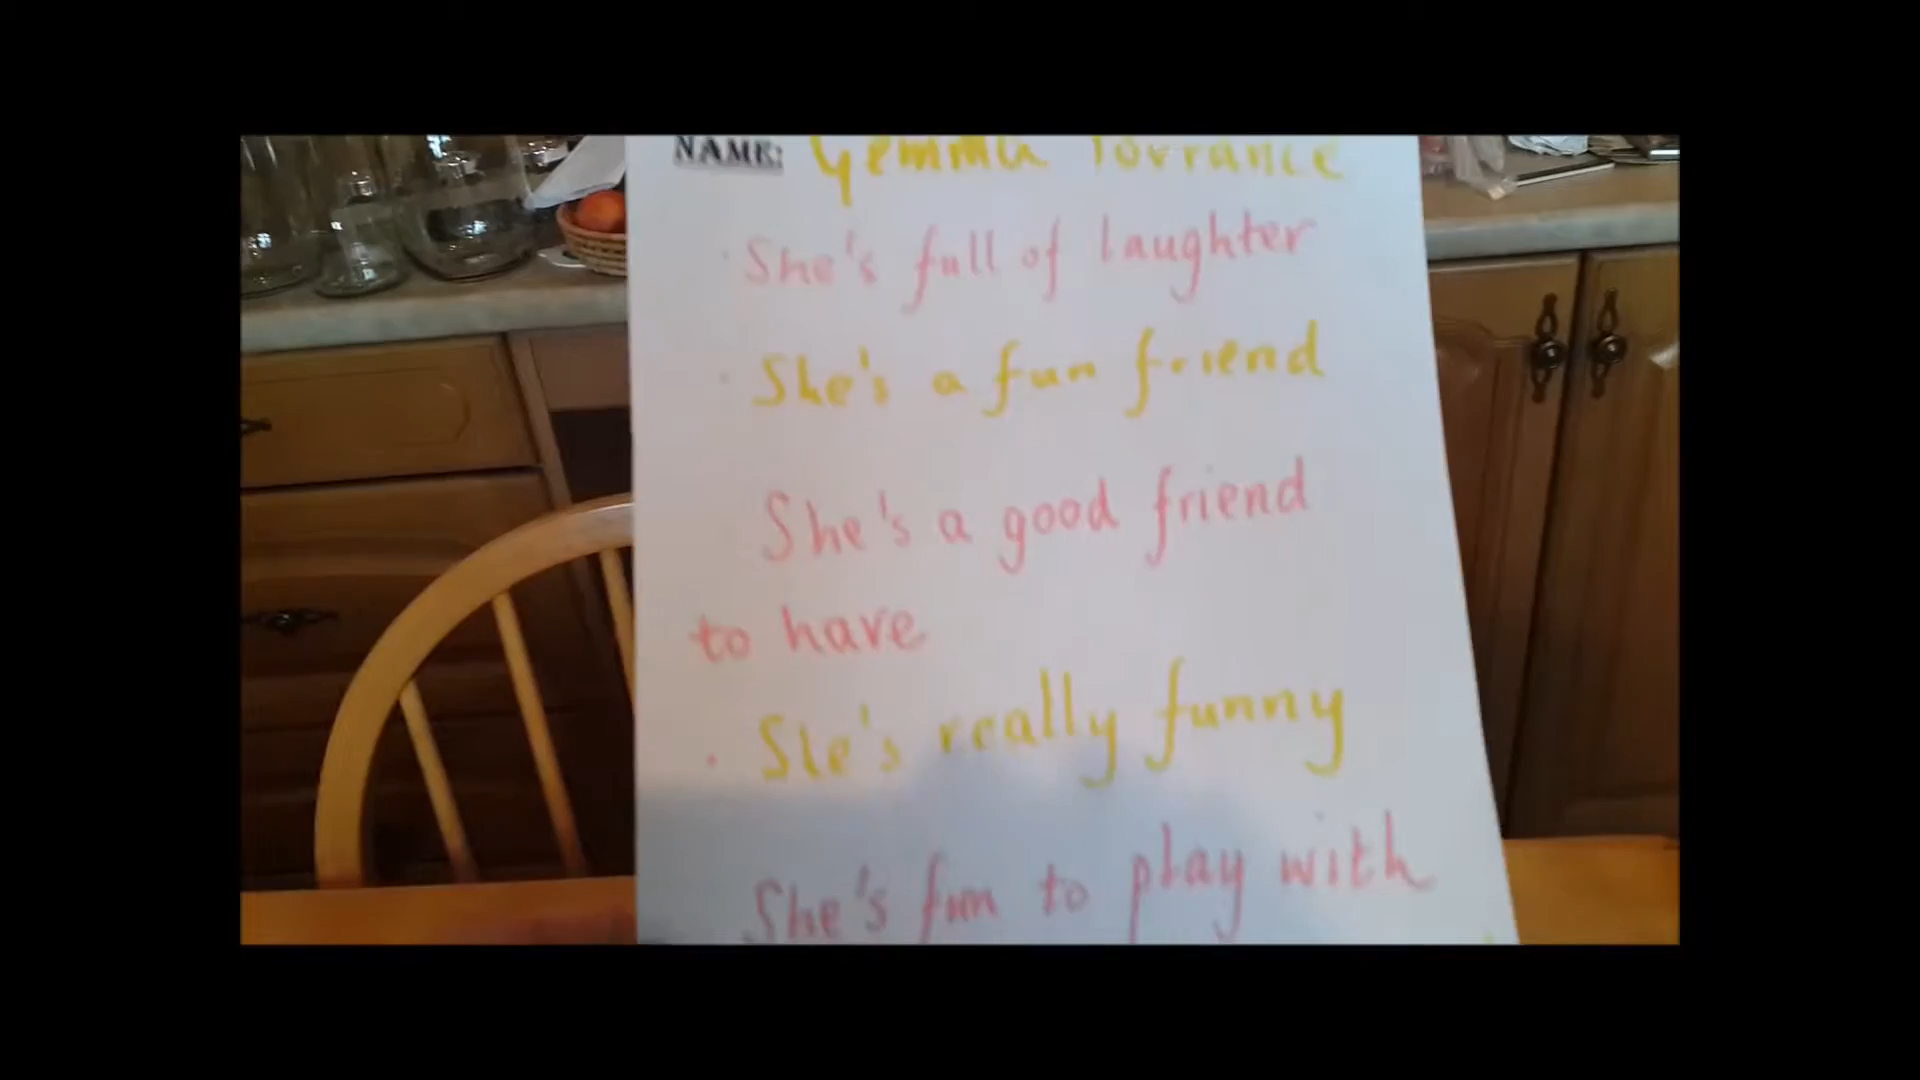 NAME: Gemma Torrance
· She's full of laughter
· She's a fun friend
She's a good friend
to have
· She's really funny
She's fun to play with